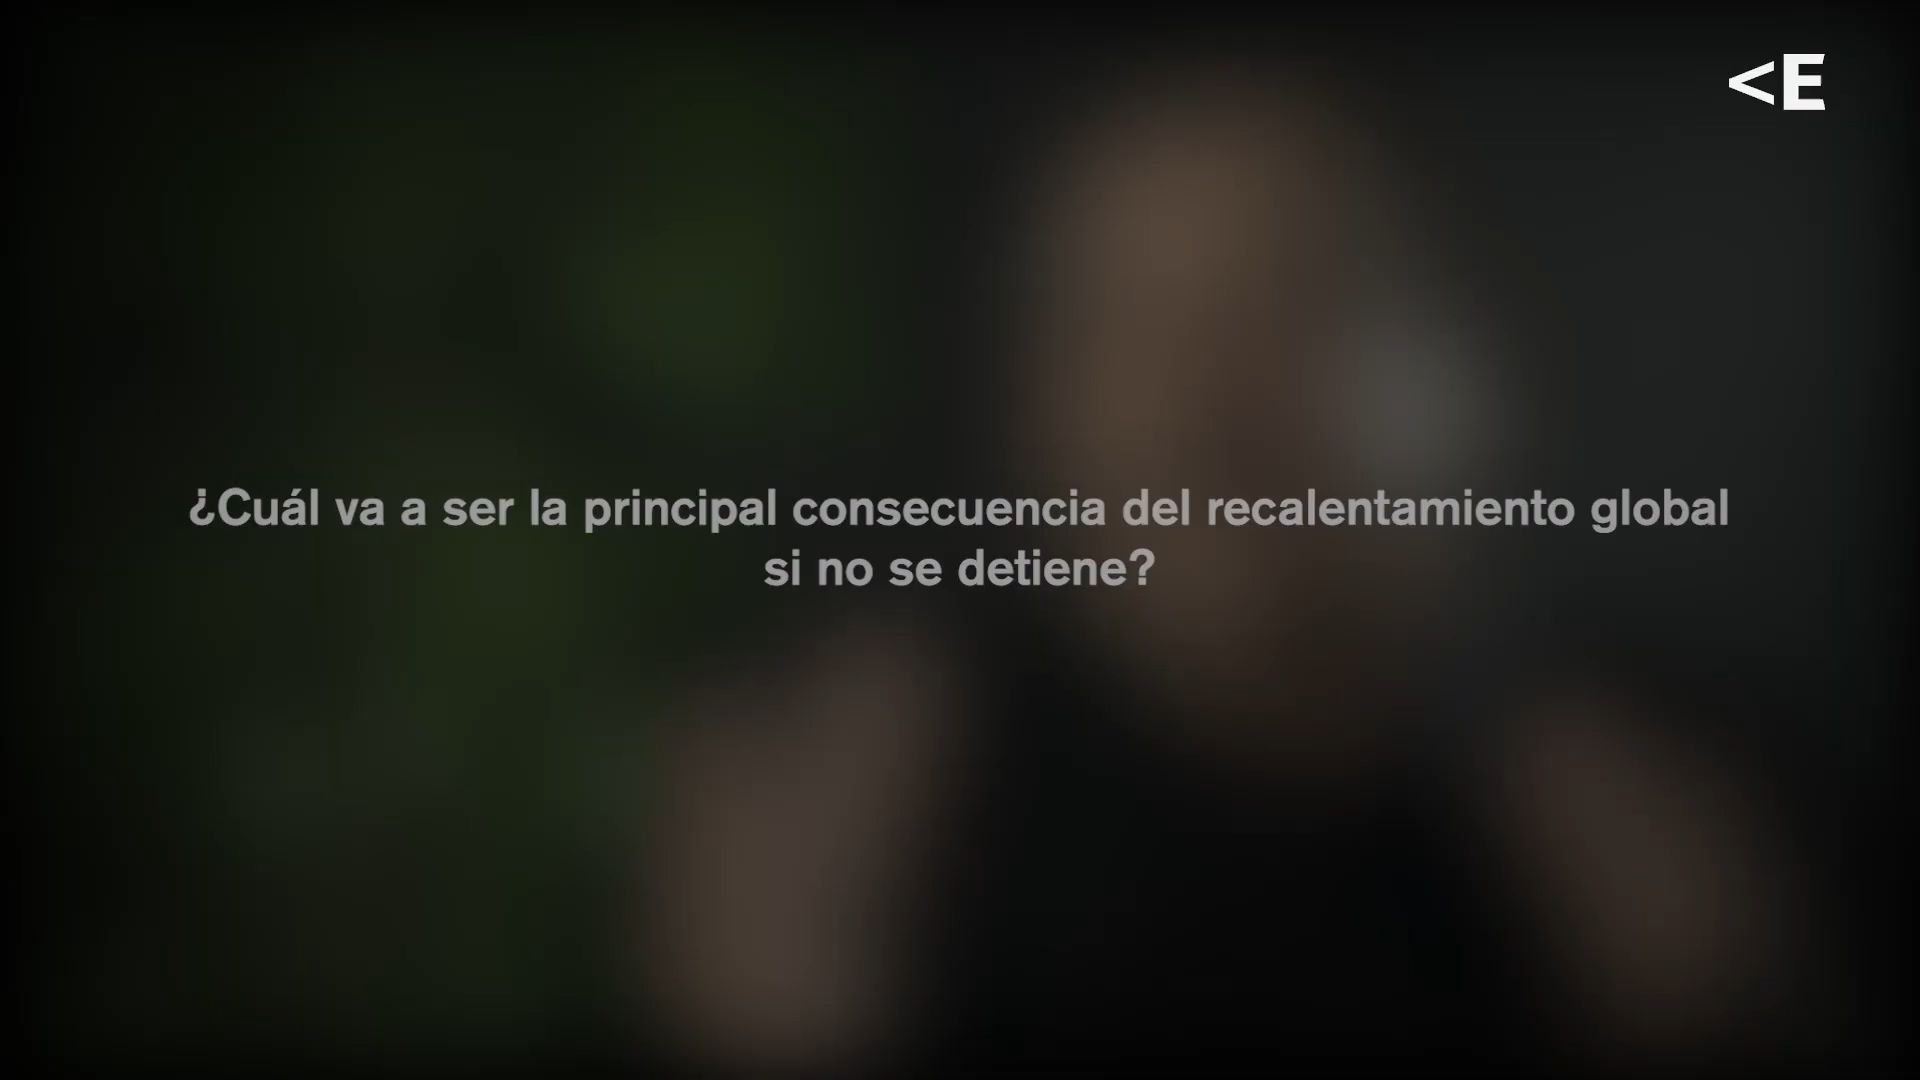 <E
¿Cuál va a ser la principal consecuencia del recalentamiento global
si no se detiene?